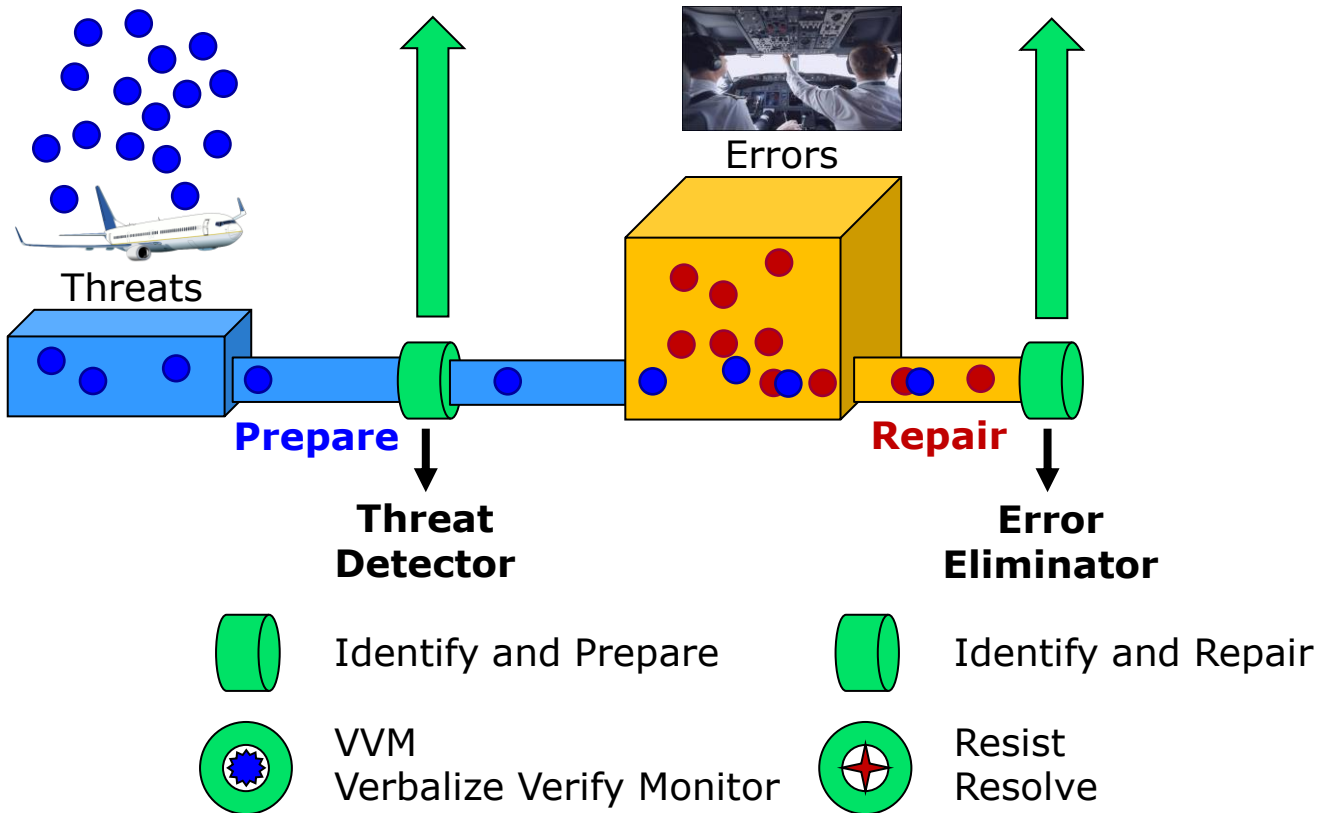 Threats
Errors
Prepare
Repair
Threat
Detector
Error
Eliminator
Identify and Prepare
Identify and Repair
VVM
Verbalize Verify Monitor
Resist
Resolve